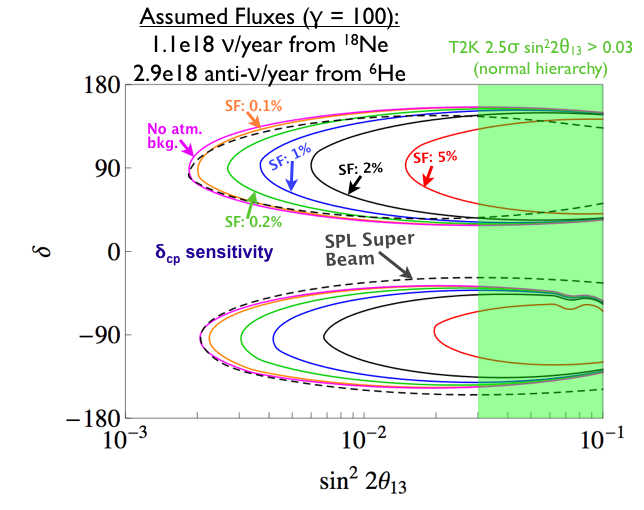 Assumed Fluxes (γ = 100):
1.1e18 ν/year from ¹⁸Ne
2.9e18 anti-ν/year from ⁶He
T2K 2.5σ sin²2θ₁₃ > 0.03
(normal hierarchy)
180
SF: 0.1%
No atm.
bkg.
SF: 1%
SF: 2%
SF: 5%
90
SF: 0.2%
δ
0
δcp sensitivity
SPL Super
Beam
−90
−180
10⁻³
10⁻²
10⁻¹
sin² 2θ₁₃